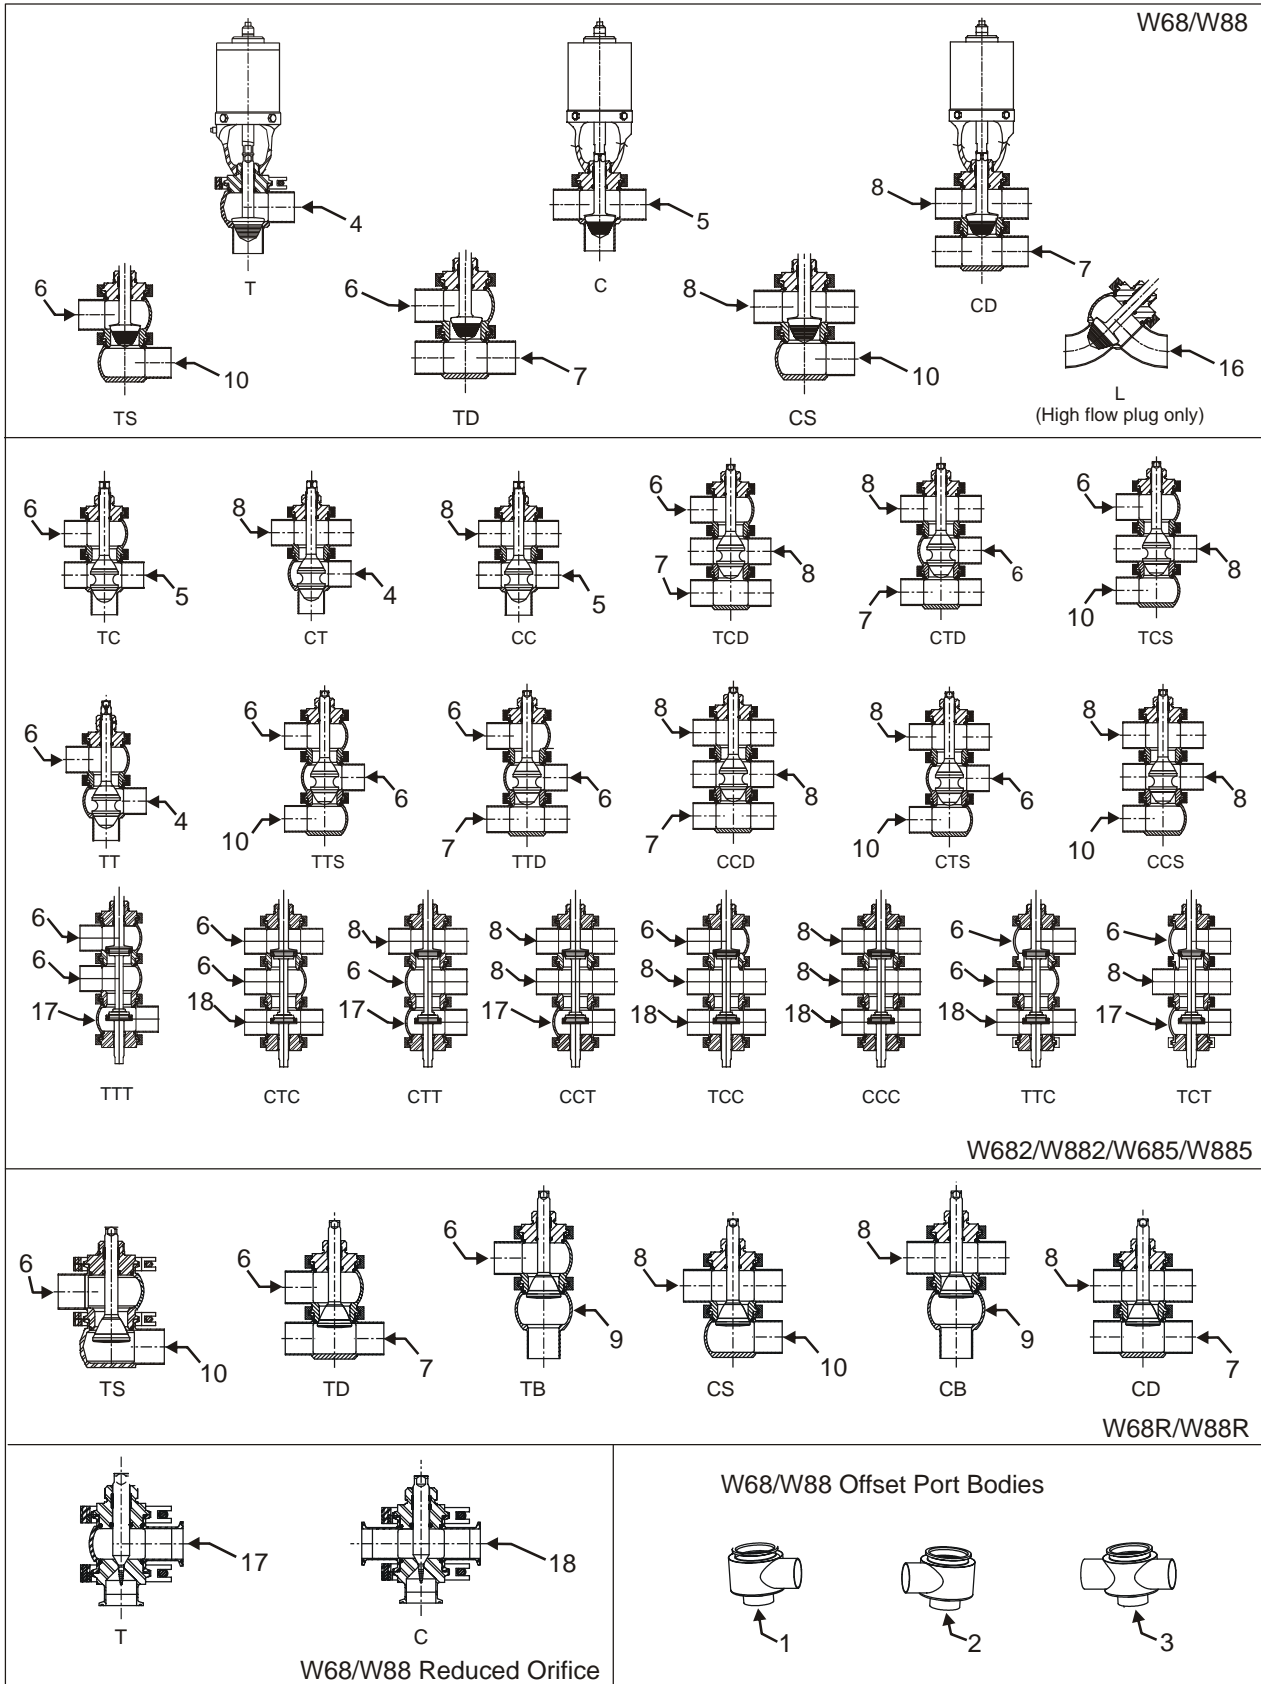 W68/W88
8
4
5
T
C
6
6
8
7
CD
10
7
10
16
TS
TD
CS
L
(High flow plug only)
6
8
8
6
8
6
7
8
6
8
5
4
5
7
10
TC
CT
CC
TCD
CTD
TCS
6
6
6
8
8
8
4
6
6
8
6
8
10
7
7
10
10
TT
TTS
TTD
CCD
CTS
CCS
6
6
8
8
6
8
6
6
6
6
6
8
8
8
6
8
17
18
17
17
18
18
18
17
TTT
CTC
CTT
CCT
TCC
CCC
TTC
TCT
W682/W882/W685/W885
6
6
6
8
8
8
10
7
9
10
9
7
TS
TD
TB
CS
CB
CD
W68R/W88R
17
18
T
C
W68/W88 Reduced Orifice
W68/W88 Offset Port Bodies
1
2
3